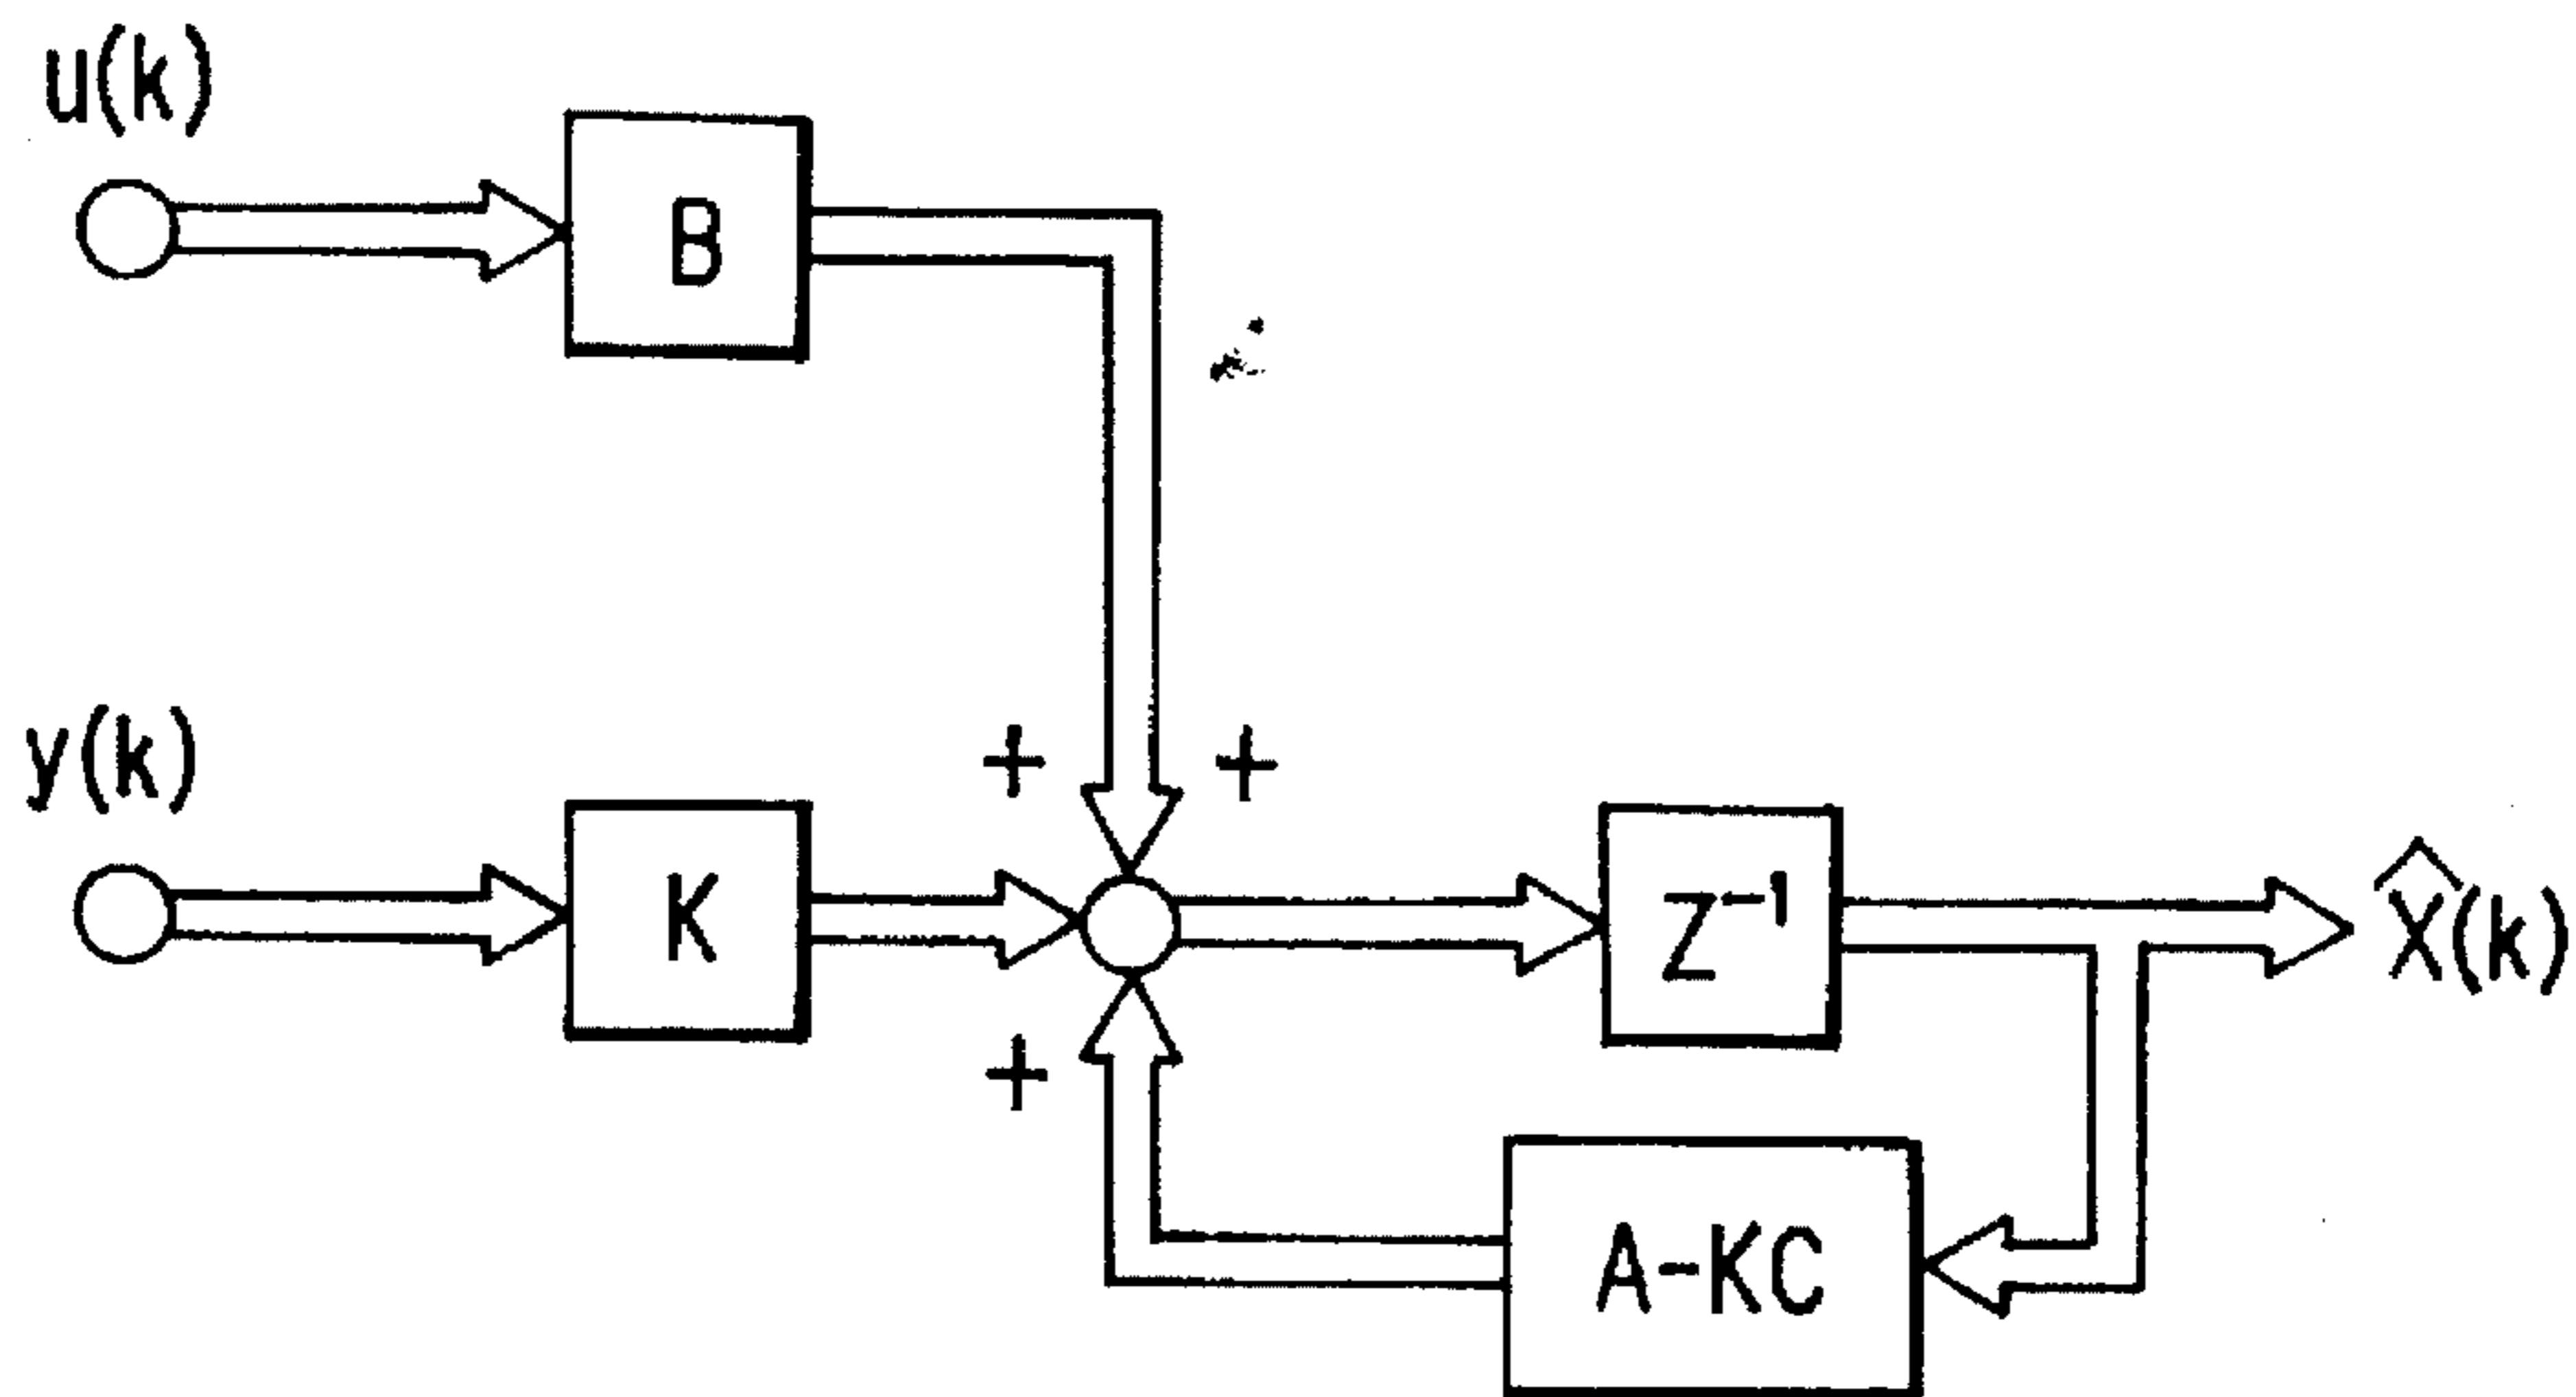 u(k)
B
y(k)
+ +
K
Z⁻¹
X̂(k)
+
A-KC